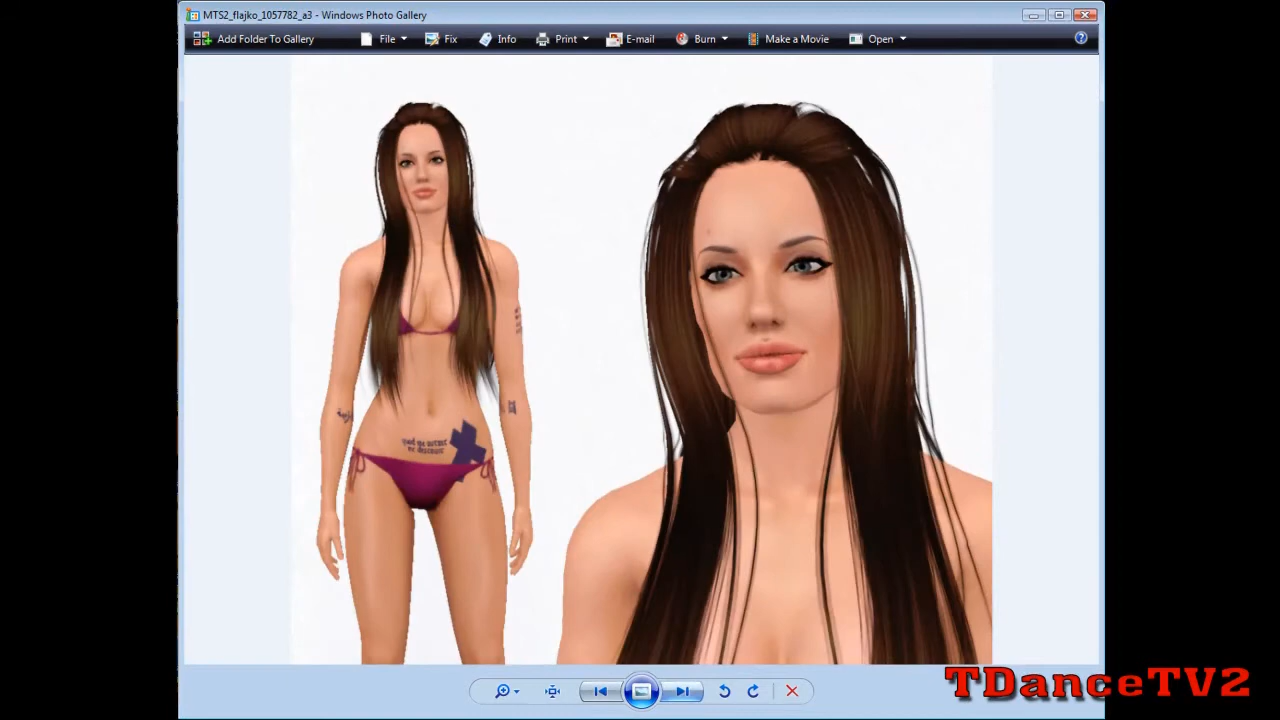 MTS2_flajko_1057782_a3 - Windows Photo Gallery
Add Folder To Gallery File Fix Info Print E-mail Burn Make a Movie Open
TDanceTV2